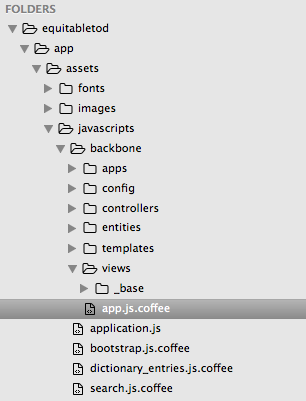 FOLDERS
equitabletod
app
assets
fonts
images
javascripts
backbone
apps
config
controllers
entities
templates
views
_base
app.js.coffee
application.js
bootstrap.js.coffee
dictionary_entries.js.coffee
search.js.coffee